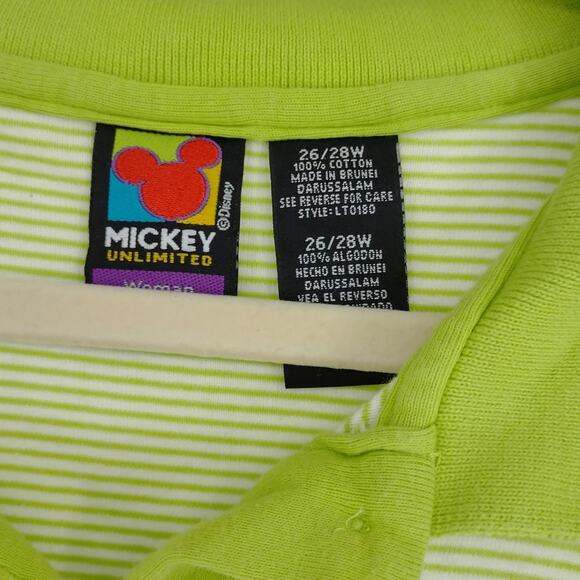 ©Disney
MICKEY
UNLIMITED
Woman
26/28W
100% COTTON
MADE IN BRUNEI
DARUSSALAM
SEE REVERSE FOR CARE
STYLE: LT0180
26/28W
100% ALGODON
HECHO EN BRUNEI
DARUSSALAM
VEA EL REVERSO